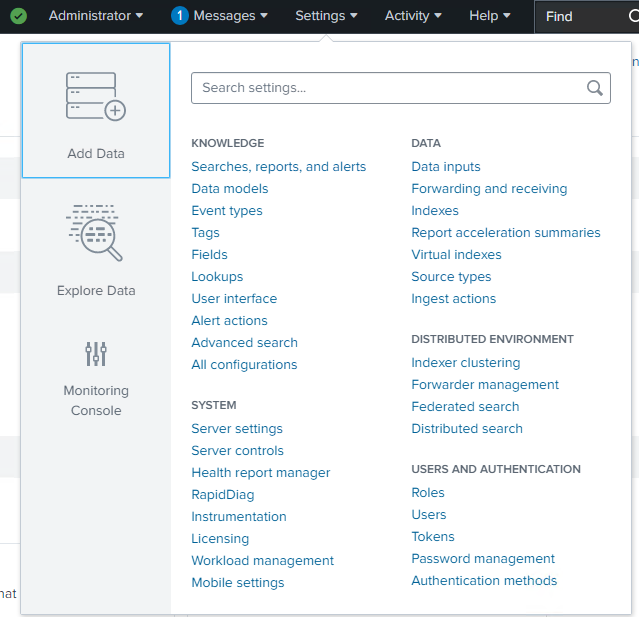 Administrator 1 Messages Settings Activity Help Find
Add Data
Explore Data
Monitoring
Console
Search settings...
KNOWLEDGE
Searches, reports, and alerts
Data models
Event types
Tags
Fields
Lookups
User interface
Alert actions
Advanced search
All configurations
SYSTEM
Server settings
Server controls
Health report manager
RapidDiag
Instrumentation
Licensing
Workload management
Mobile settings
DATA
Data inputs
Forwarding and receiving
Indexes
Report acceleration summaries
Virtual indexes
Source types
Ingest actions
DISTRIBUTED ENVIRONMENT
Indexer clustering
Forwarder management
Federated search
Distributed search
USERS AND AUTHENTICATION
Roles
Users
Tokens
Password management
Authentication methods